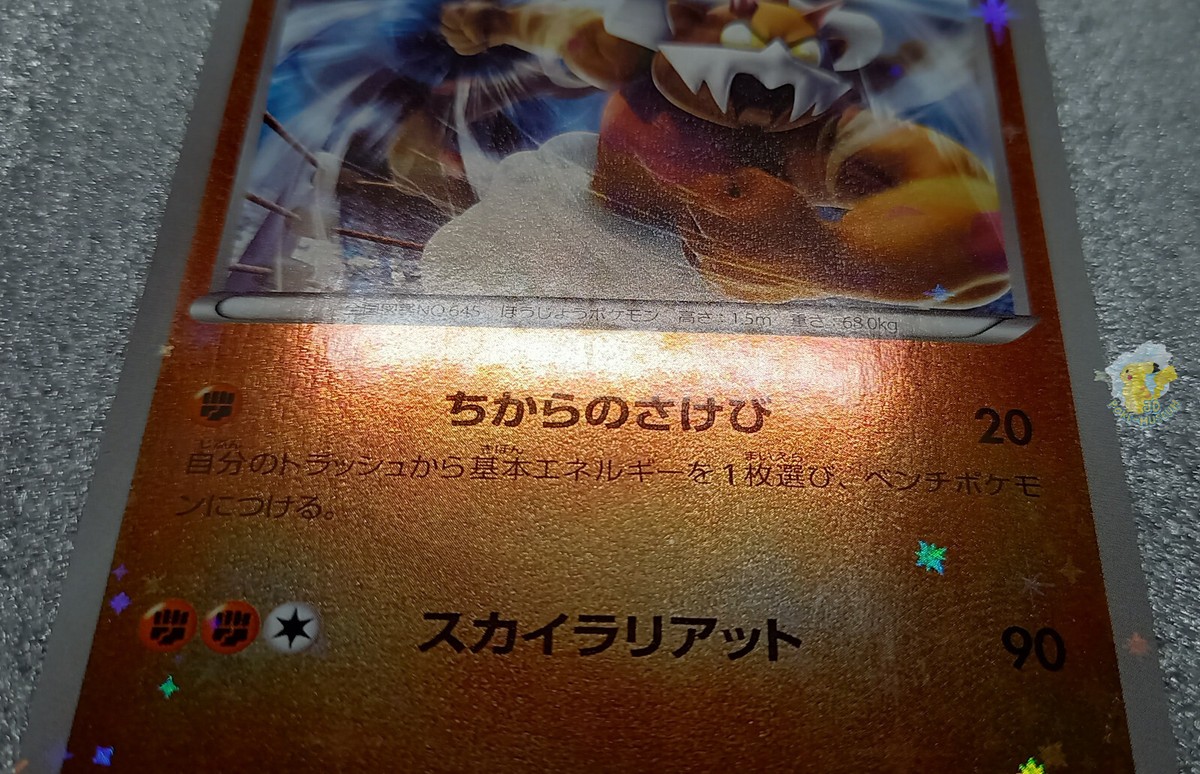 全国図鑑NO.645 ほうじょうポケモン 高さ:1.5m 重さ:68.0kg
ちからのさけび 20
自分のトラッシュから基本エネルギーを1枚選び、ベンチポケモ
ンにつける。
スカイラリアット 90